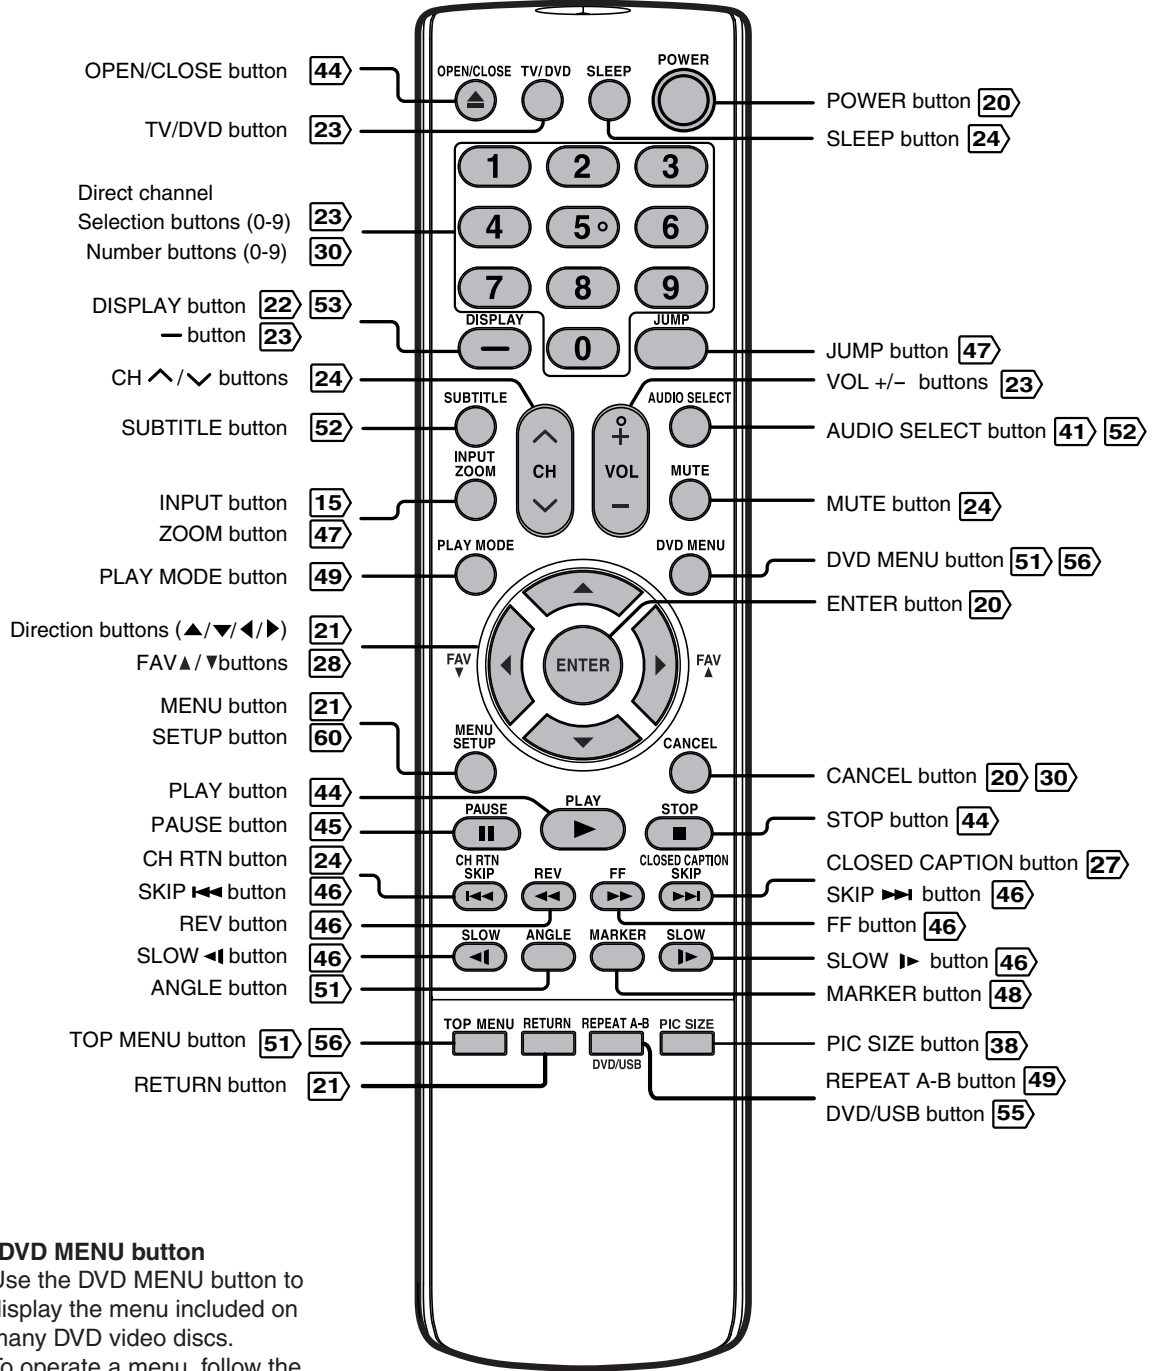 OPEN/CLOSE button 44
TV/DVD button 23
Direct channel
Selection buttons (0-9) 23
Number buttons (0-9) 30
DISPLAY button 22 53
— button 23
CH ∧/∨ buttons 24
SUBTITLE button 52
INPUT button 15
ZOOM button 47
PLAY MODE button 49
Direction buttons (▲/▼/◀/▶) 21
FAV▲/▼buttons 28
MENU button 21
SETUP button 60
PLAY button 44
PAUSE button 45
CH RTN button 24
SKIP |◀◀ button 46
REV button 46
SLOW ◀| button 46
ANGLE button 51
TOP MENU button 51 56
RETURN button 21
OPEN/CLOSE TV/DVD SLEEP POWER
1 2 3
4 5 6
7 8 9
DISPLAY JUMP
— 0
SUBTITLE AUDIO SELECT
+
INPUT
ZOOM CH VOL MUTE
−
PLAY MODE DVD MENU
FAV ▼ ENTER FAV ▲
MENU
SETUP CANCEL
PAUSE PLAY STOP
CH RTN CLOSED CAPTION
SKIP REV FF SKIP
SLOW ANGLE MARKER SLOW
TOP MENU RETURN REPEAT A-B PIC SIZE
DVD/USB
POWER button 20
SLEEP button 24
JUMP button 47
VOL +/− buttons 23
AUDIO SELECT button 41 52
MUTE button 24
DVD MENU button 51 56
ENTER button 20
CANCEL button 20 30
STOP button 44
CLOSED CAPTION button 27
SKIP ▶▶| button 46
FF button 46
SLOW |▶ button 46
MARKER button 48
PIC SIZE button 38
REPEAT A-B button 49
DVD/USB button 55
DVD MENU button
Use the DVD MENU button to
display the menu included on
many DVD video discs.
To operate a menu, follow the